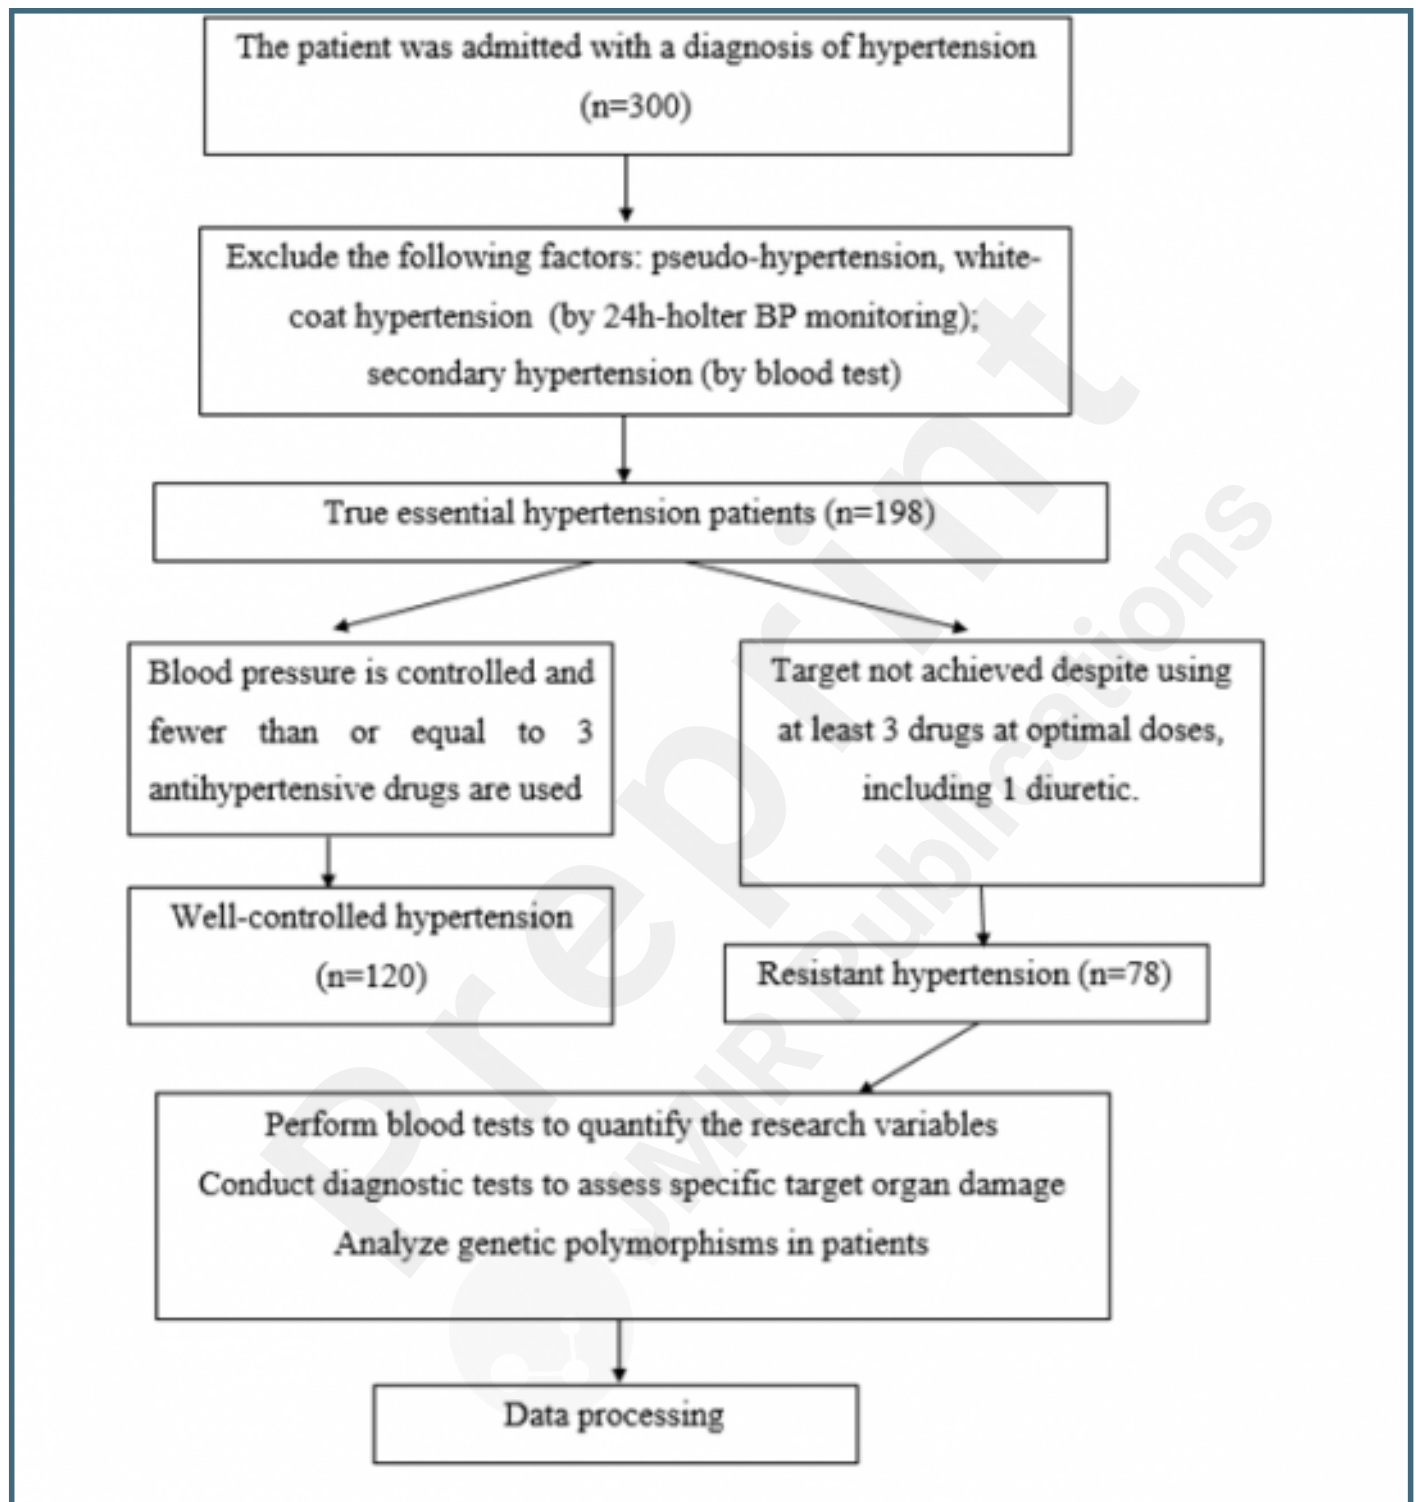 The patient was admitted with a diagnosis of hypertension
(n=300)
Exclude the following factors: pseudo-hypertension, white-
coat hypertension (by 24h-holter BP monitoring);
secondary hypertension (by blood test)
True essential hypertension patients (n=198)
Blood pressure is controlled and
fewer than or equal to 3
antihypertensive drugs are used
Target not achieved despite using
at least 3 drugs at optimal doses,
including 1 diuretic.
Well-controlled hypertension
(n=120)
Resistant hypertension (n=78)
Perform blood tests to quantify the research variables
Conduct diagnostic tests to assess specific target organ damage
Analyze genetic polymorphisms in patients
Data processing
Preprint
JMIR Publications